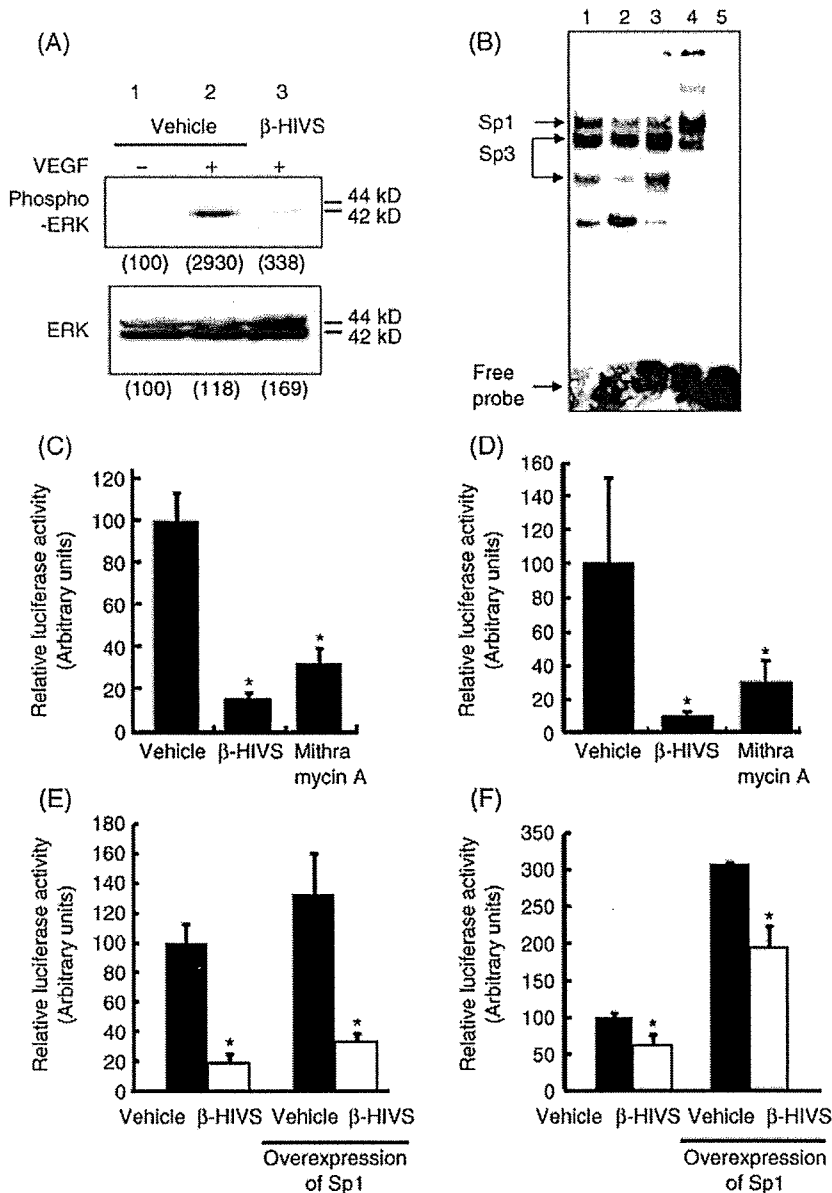 (A)
1 2 3
Vehicle β-HIVS
VEGF − + +
Phospho
-ERK
44 kD
42 kD
(100) (2930) (338)
ERK
44 kD
42 kD
(100) (118) (169)
(B)
1 2 3 4 5
Sp1
Sp3
Free
probe
(C)
Relative luciferase activity
(Arbitrary units)
120
100
80
60
40
20
0
*
*
Vehicle β-HIVS Mithra
mycin A
(D)
Relative luciferase activity
(Arbitrary units)
160
140
120
100
80
60
40
20
0
*
*
Vehicle β-HIVS Mithra
mycin A
(E)
Relative luciferase activity
(Arbitrary units)
180
160
140
120
100
80
60
40
20
0
*
*
Vehicle β-HIVS Vehicle β-HIVS
Overexpression
of Sp1
(F)
Relative luciferase activity
(Arbitrary units)
350
300
250
200
150
100
50
0
*
*
Vehicle β-HIVS Vehicle β-HIVS
Overexpression
of Sp1